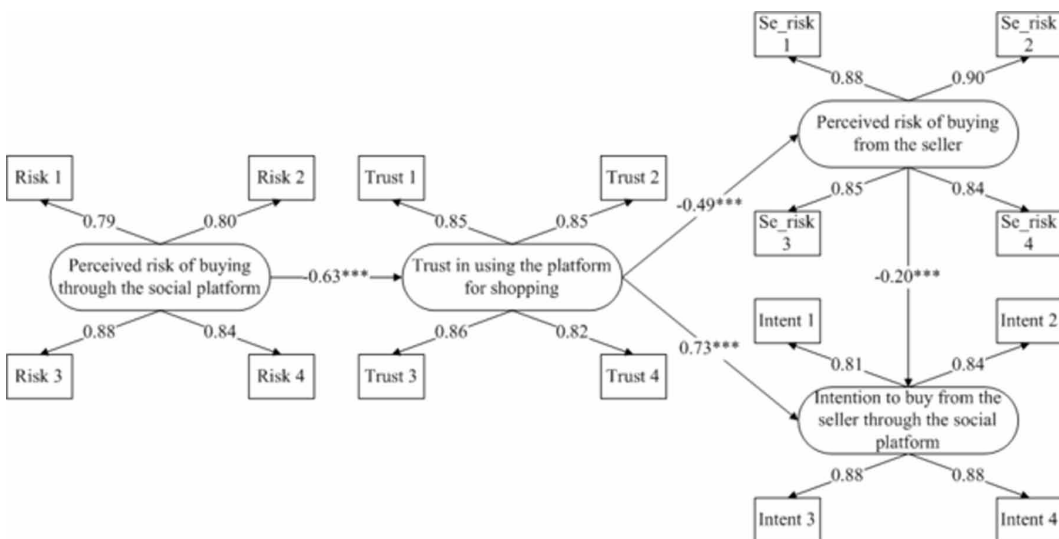 Se_risk
1
Se_risk
2
0.88
0.90
Perceived risk of buying
from the seller
0.85
0.84
Se_risk
3
Se_risk
4
Risk 1
Risk 2
0.79
0.80
Perceived risk of buying
through the social platform
0.88
0.84
Risk 3
Risk 4
-0.63***
Trust 1
Trust 2
0.85
0.85
Trust in using the platform
for shopping
0.86
0.82
Trust 3
Trust 4
-0.49***
0.73***
-0.20***
Intent 1
Intent 2
0.81
0.84
Intention to buy from the
seller through the social
platform
0.88
0.88
Intent 3
Intent 4